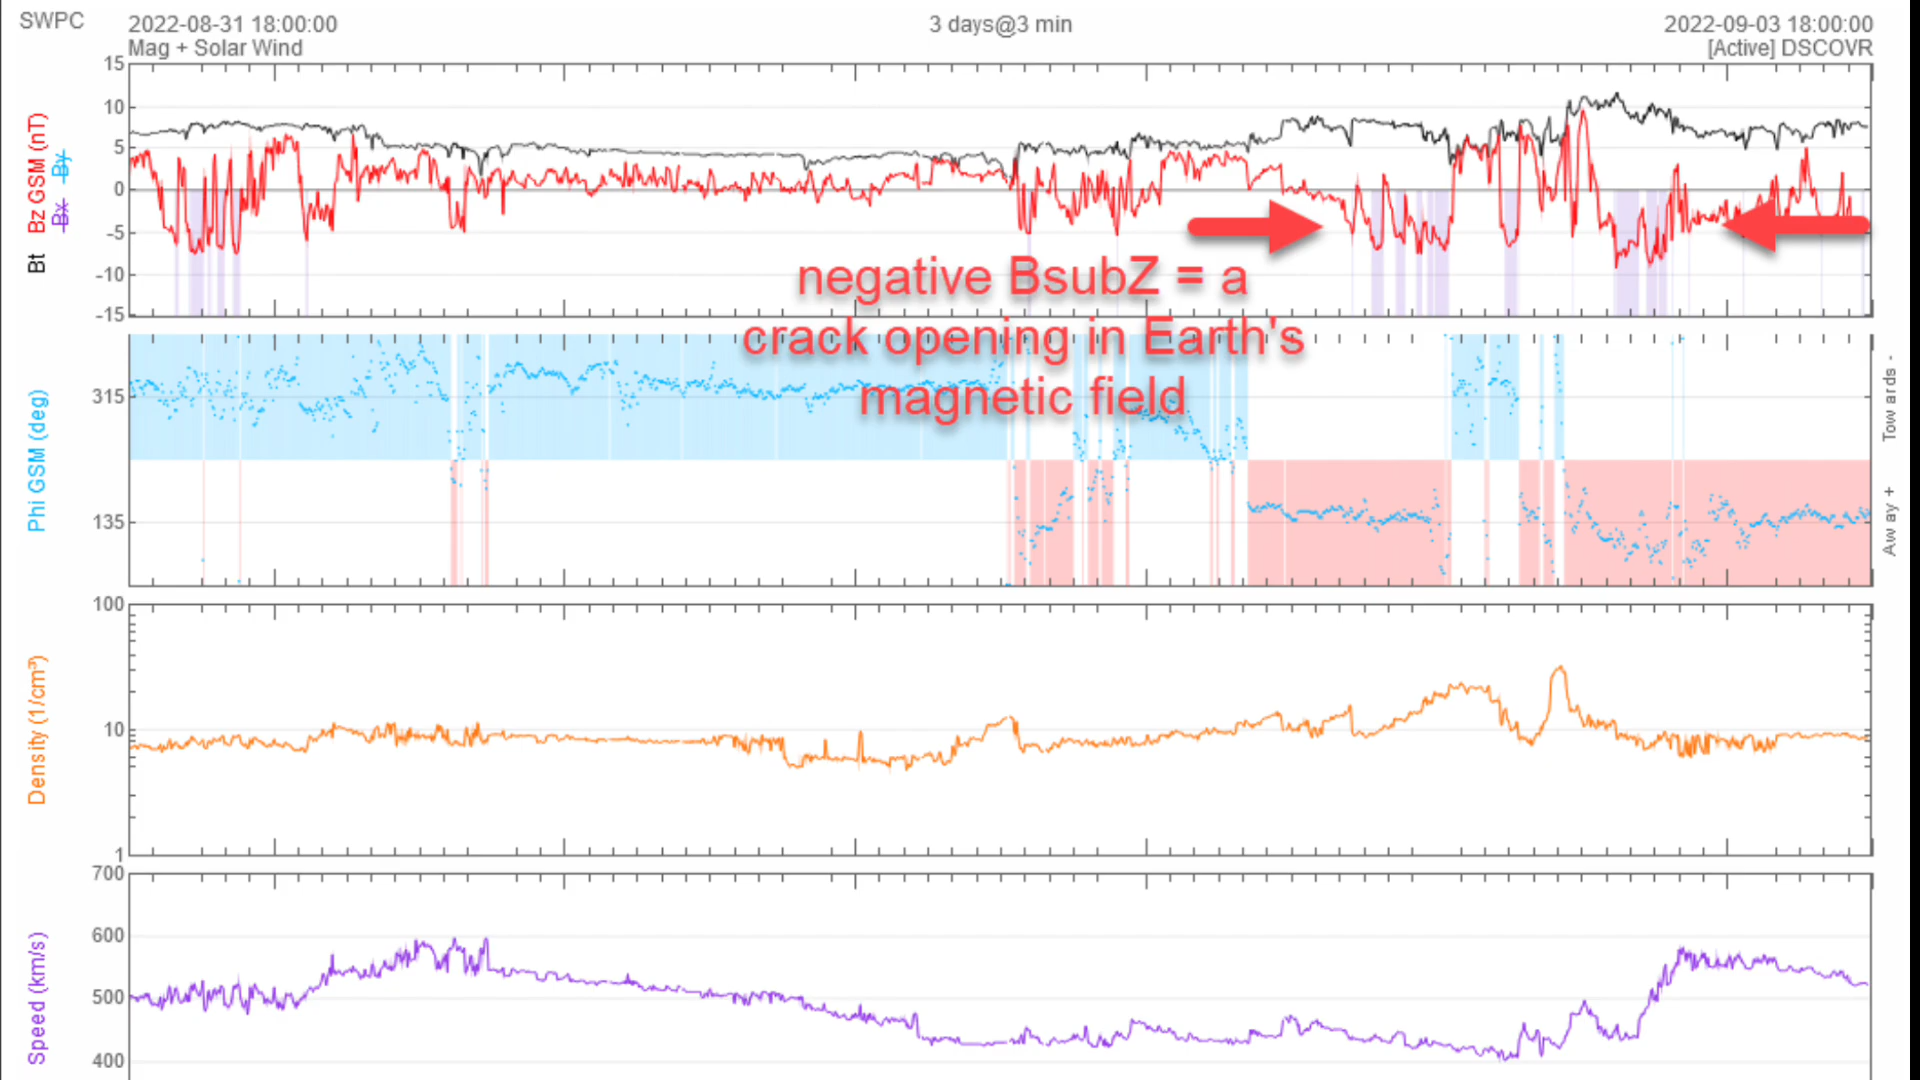 SWPC
2022-08-31 18:00:00
3 days@3 min
2022-09-03 18:00:00
Mag + Solar Wind
[Active] DSCOVR
Bt Bz GSM (nT)
Bx By
15
10
5
0
-5
-10
-15
negative BsubZ = a
crack opening in Earth's
magnetic field
Phi GSM (deg)
315
135
Towards -
Away +
Density (1/cm³)
100
10
1
Speed (km/s)
700
600
500
400